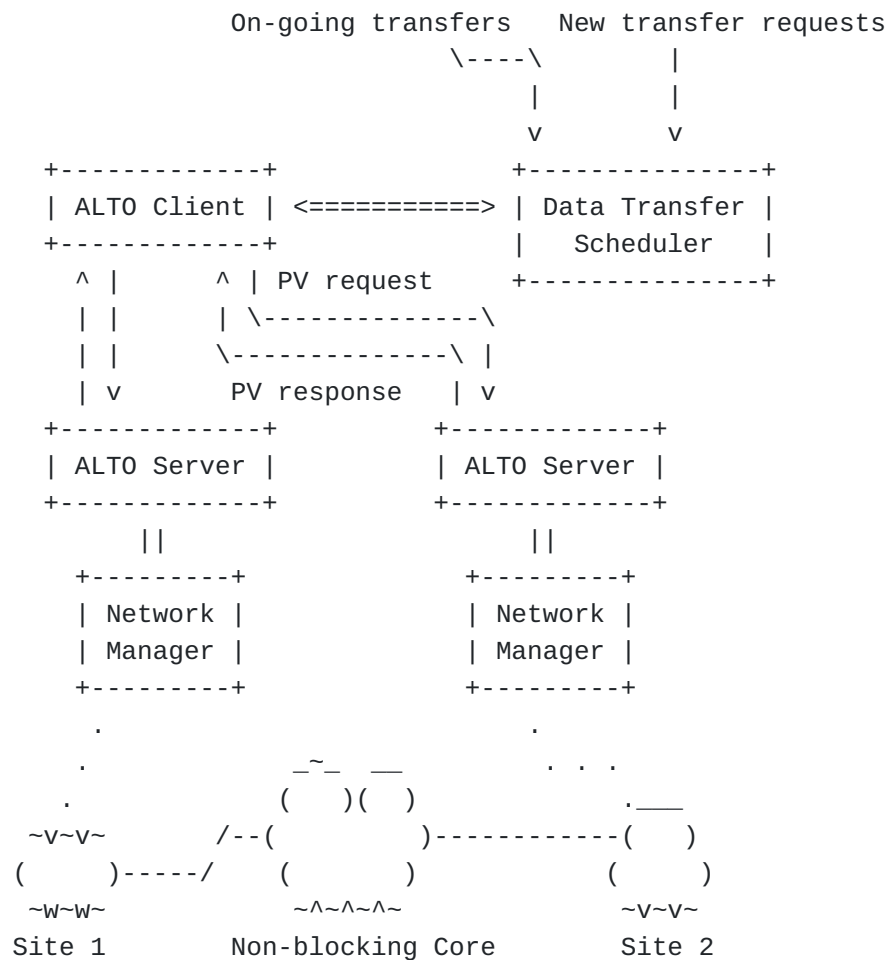 On-going transfers New transfer requests
ALTO Client Data Transfer
Scheduler
PV request
PV response
ALTO Server ALTO Server
Network Network
Manager Manager
Site 1 Non-blocking Core Site 2